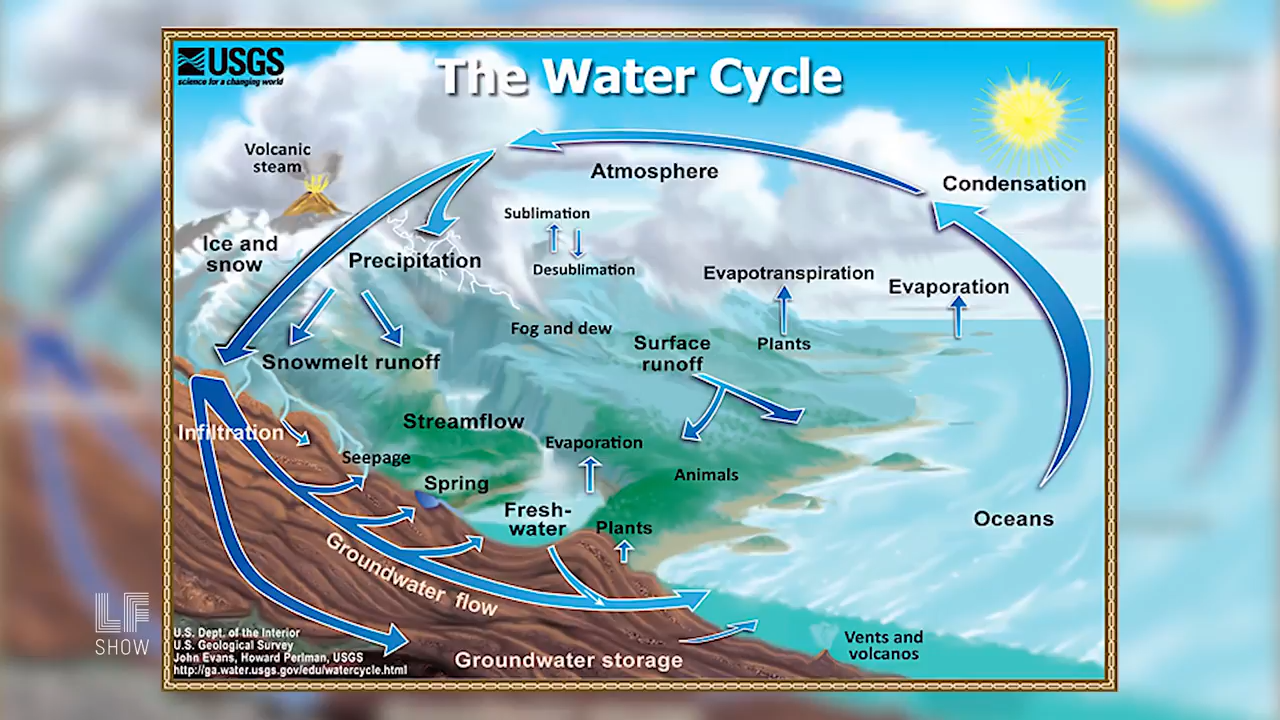 USGS
science for a changing world
The Water Cycle
Volcanic
steam
Atmosphere
Condensation
Sublimation
Ice and
snow
Precipitation
Desublimation
Evapotranspiration
Evaporation
Fog and dew
Surface
runoff
Plants
Snowmelt runoff
Streamflow
Infiltration
Evaporation
Seepage
Animals
Spring
Fresh-
water
Plants
Oceans
Groundwater flow
LF
SHOW
U.S. Dept. of the Interior
U.S. Geological Survey
John Evans, Howard Perlman, USGS
http://ga.water.usgs.gov/edu/watercycle.html
Groundwater storage
Vents and
volcanos